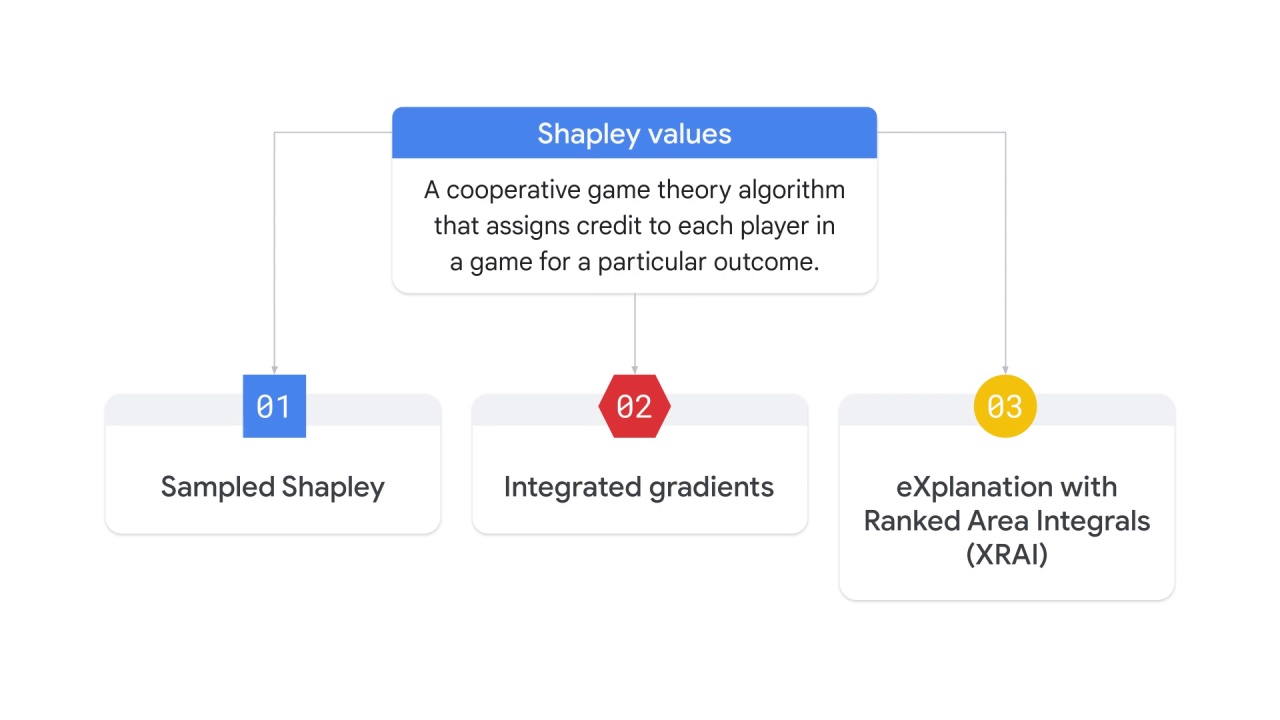 Shapley values
A cooperative game theory algorithm
that assigns credit to each player in
a game for a particular outcome.
01
Sampled Shapley
02
Integrated gradients
03
eXplanation with
Ranked Area Integrals
(XRAI)